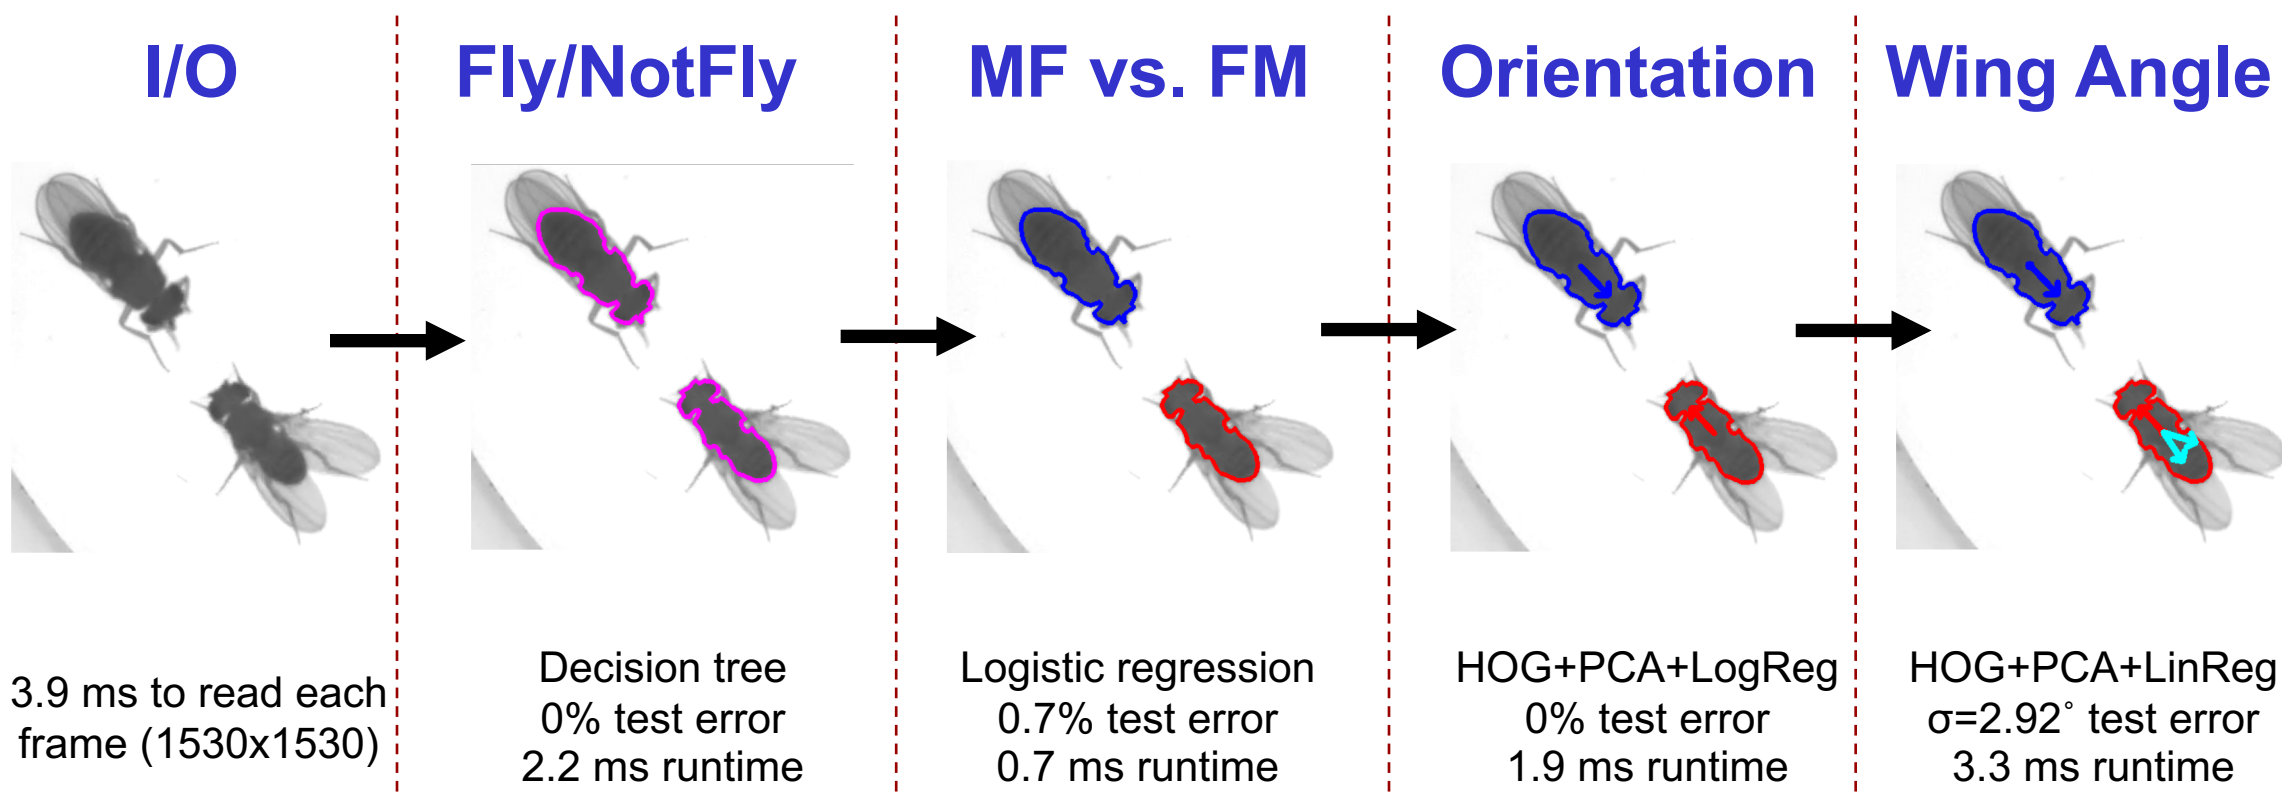 I/O
3.9 ms to read each
frame (1530x1530)
Fly/NotFly
Decision tree
0% test error
2.2 ms runtime
MF vs. FM
Logistic regression
0.7% test error
0.7 ms runtime
Orientation
HOG+PCA+LogReg
0% test error
1.9 ms runtime
Wing Angle
HOG+PCA+LinReg
σ=2.92˚ test error
3.3 ms runtime